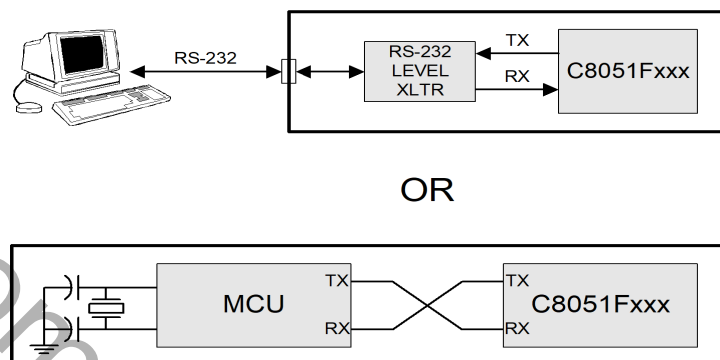 RS-232
RS-232
LEVEL
XLTR
TX
RX
C8051Fxxx
OR
MCU
TX
RX
TX
RX
C8051Fxxx